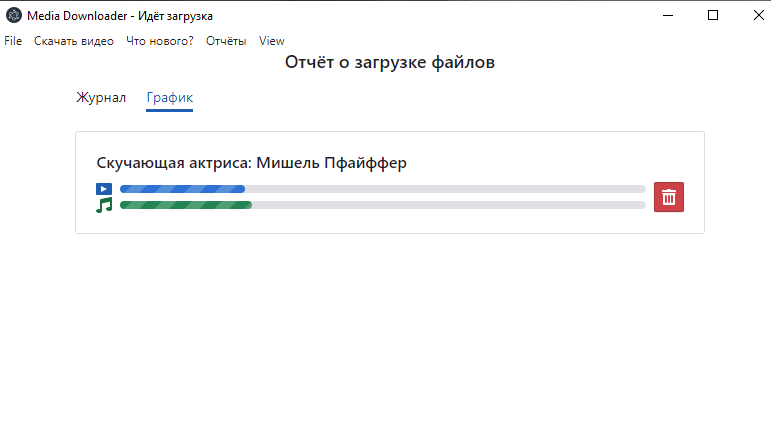 Media Downloader - Идёт загрузка
File Скачать видео Что нового? Отчёты View
Отчёт о загрузке файлов
Журнал График
Скучающая актриса: Мишель Пфайффер